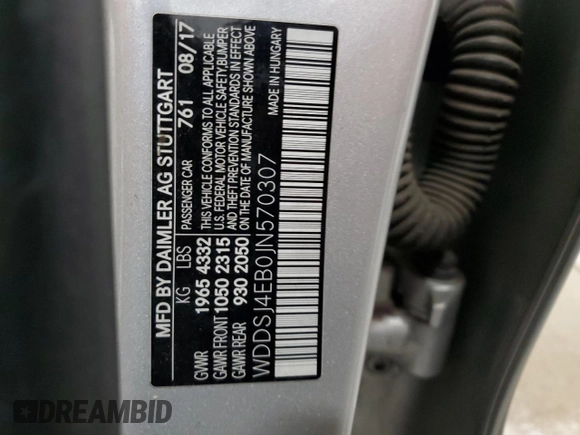 MFD BY DAIMLER AG STUTTGART
KG LBS PASSENGER CAR 761 08/17
GVWR 1965 4332 THIS VEHICLE CONFORMS TO ALL APPLICABLE
U.S. FEDERAL MOTOR VEHICLE SAFETY, BUMPER
GAWR FRONT 1050 2315 AND THEFT PREVENTION STANDARDS IN EFFECT
GAWR REAR 930 2050 ON THE DATE OF MANUFACTURE SHOWN ABOVE
WDDSJ4EB0JN570307 MADE IN HUNGARY
DREAMBID